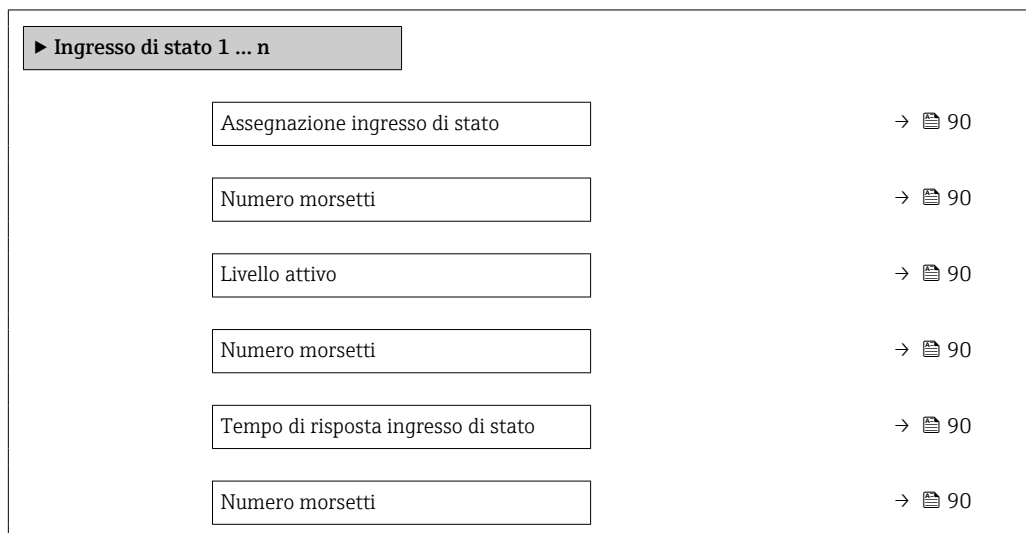 ▶ Ingresso di stato 1 … n
Assegnazione ingresso di stato → 90
Numero morsetti → 90
Livello attivo → 90
Numero morsetti → 90
Tempo di risposta ingresso di stato → 90
Numero morsetti → 90